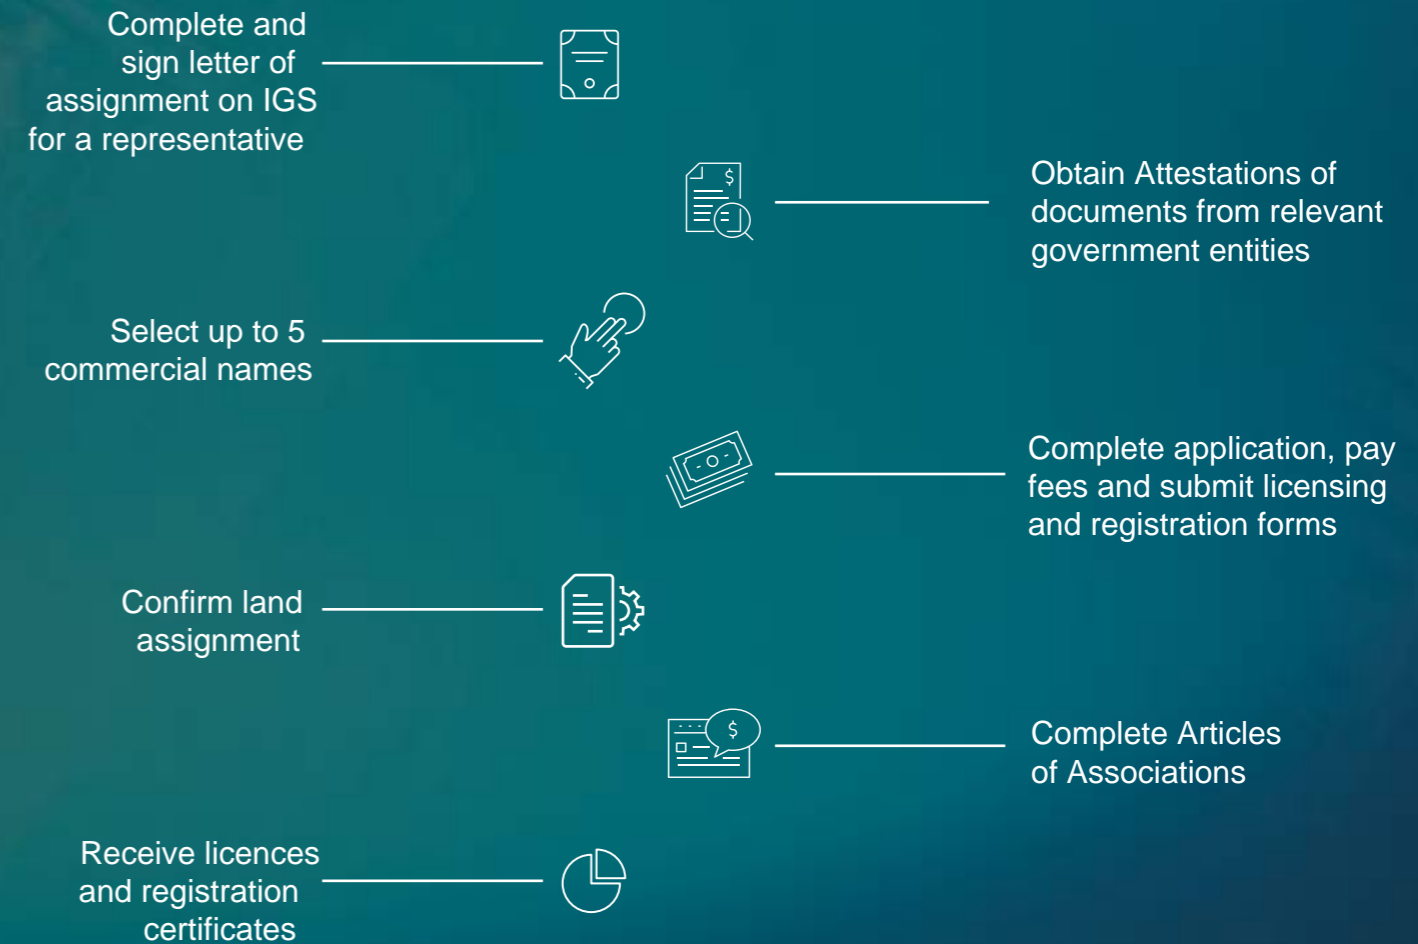 Complete and
sign letter of
assignment on IGS
for a representative
Obtain Attestations of
documents from relevant
government entities
Select up to 5
commercial names
Complete application, pay
fees and submit licensing
and registration forms
Confirm land
assignment
Complete Articles
of Associations
Receive licences
and registration
certificates